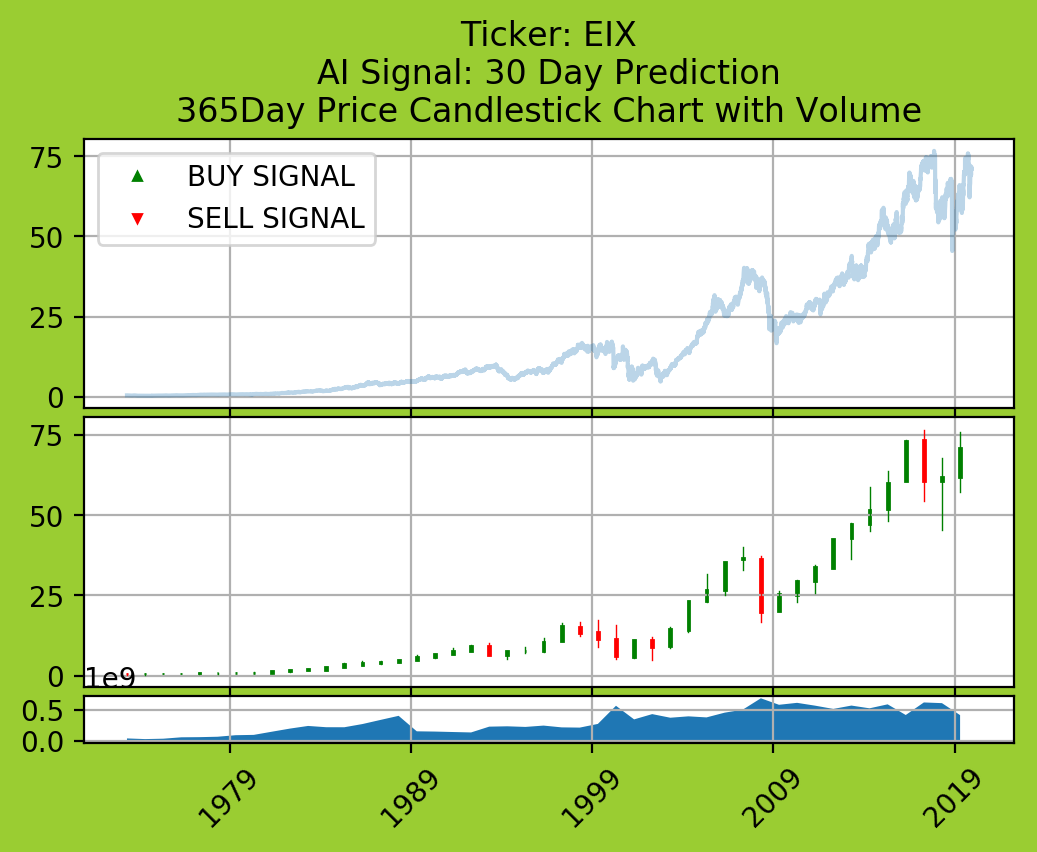 Ticker: EIX
AI Signal: 30 Day Prediction
365Day Price Candlestick Chart with Volume
75
50
25
0
BUY SIGNAL
SELL SIGNAL
75
50
25
0
1e9
0.5
0.0
1979
1989
1999
2009
2019